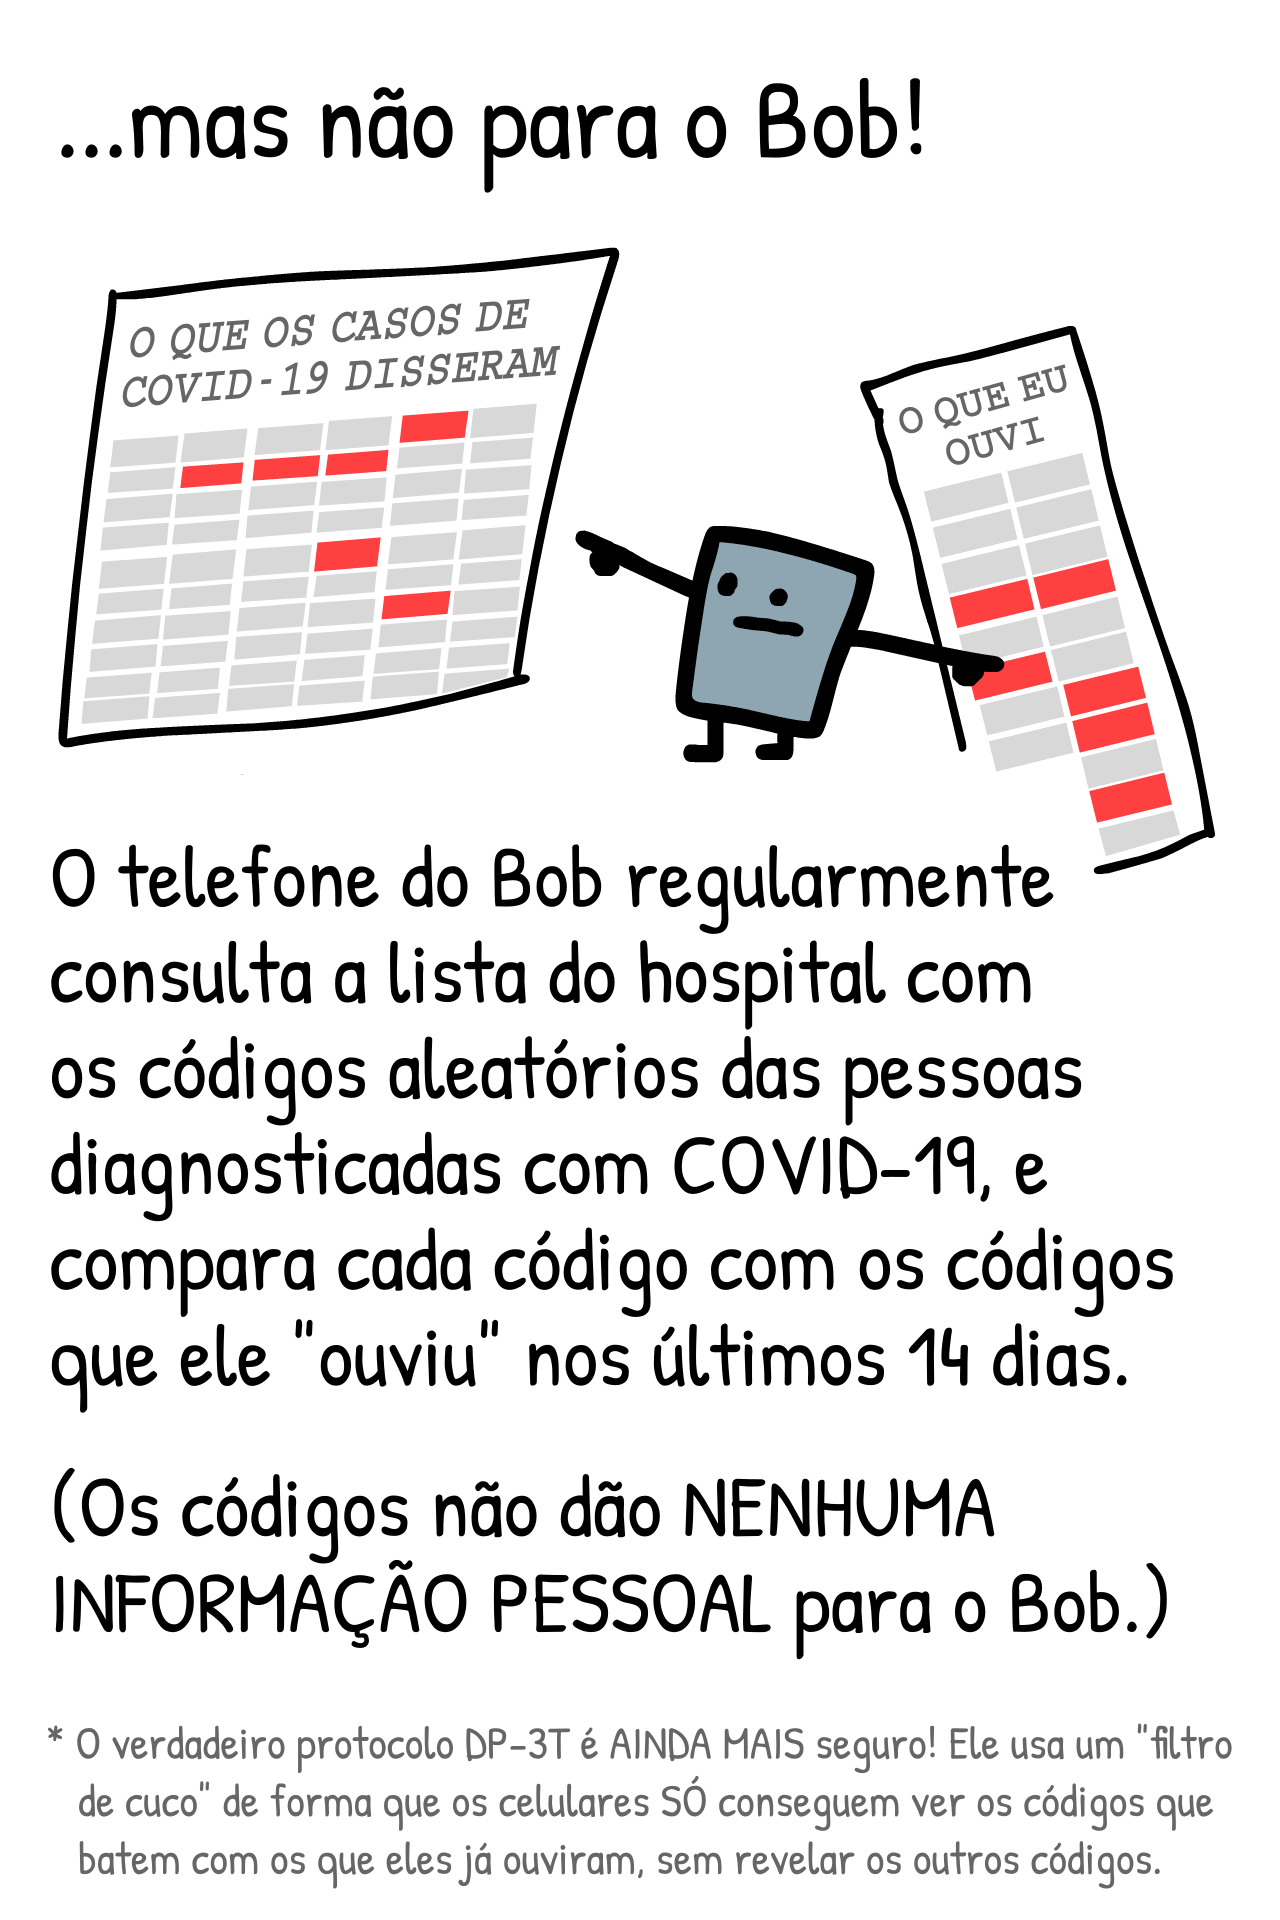 ...mas não para o Bob!
O QUE OS CASOS DE
COVID-19 DISSERAM
O QUE EU
OUVI
O telefone do Bob regularmente
consulta a lista do hospital com
os códigos aleatórios das pessoas
diagnosticadas com COVID-19, e
compara cada código com os códigos
que ele "ouviu" nos últimos 14 dias.
(Os códigos não dão NENHUMA
INFORMAÇÃO PESSOAL para o Bob.)
* O verdadeiro protocolo DP-3T é AINDA MAIS seguro! Ele usa um "filtro
de cuco" de forma que os celulares SÓ conseguem ver os códigos que
batem com os que eles já ouviram, sem revelar os outros códigos.